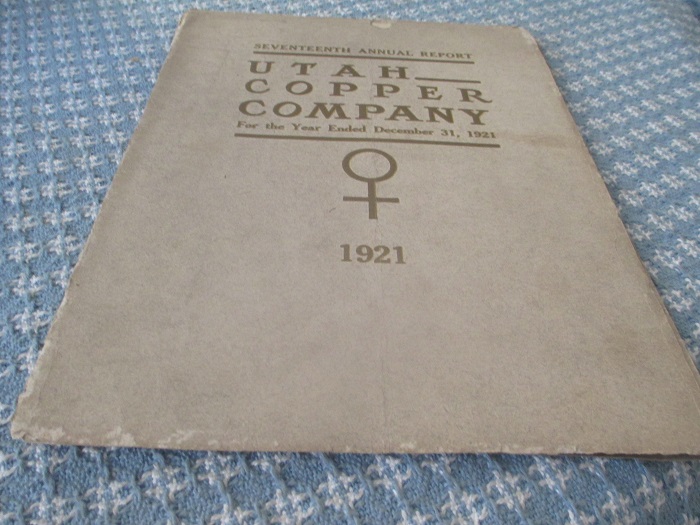 SEVENTEENTH ANNUAL REPORT
UTAH
COPPER
COMPANY
For the Year Ended December 31, 1921
1921